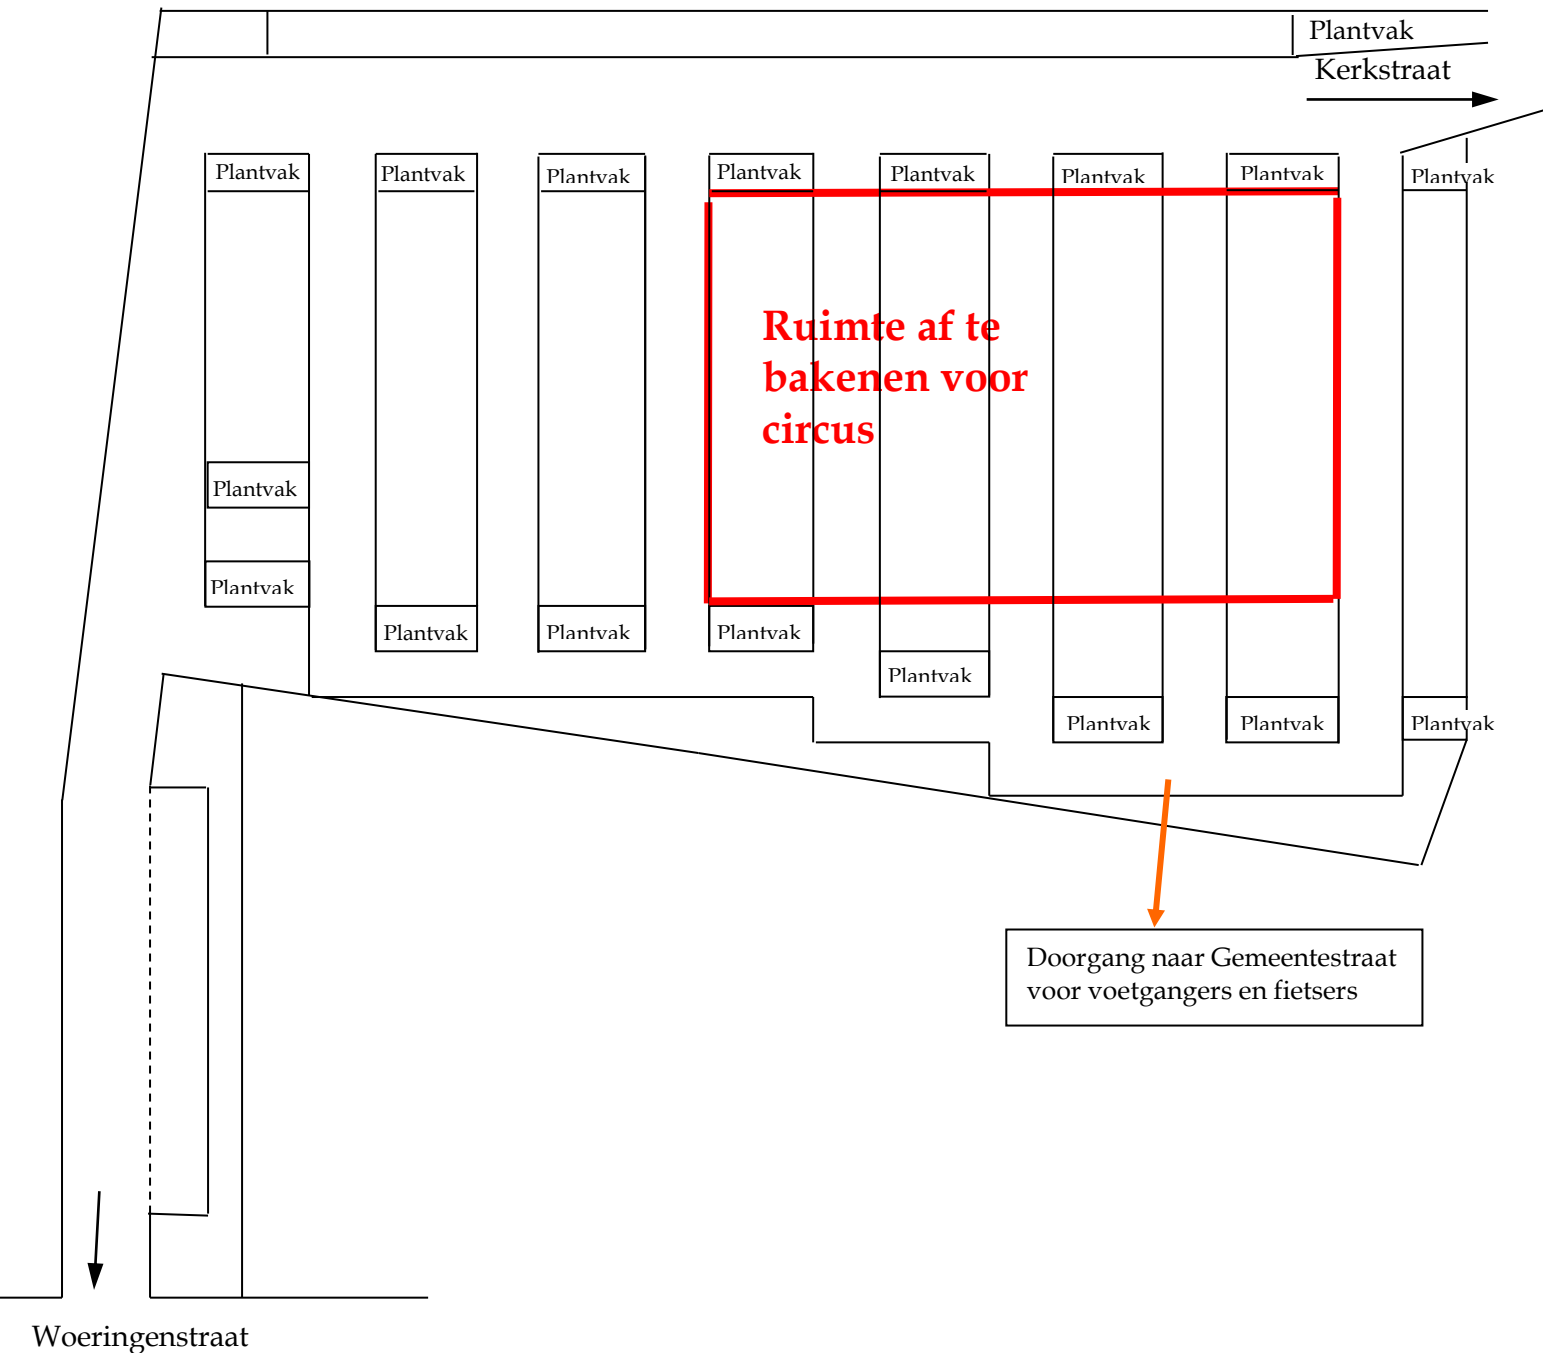 Plantvak
Kerkstraat
Plantvak
Plantvak
Plantvak
Plantvak
Plantvak
Plantvak
Plantvak
Plantvak
Ruimte af te
bakenen voor
circus
Plantvak
Plantvak
Plantvak
Plantvak
Plantvak
Plantvak
Plantvak
Plantvak
Plantvak
Doorgang naar Gemeentestraat
voor voetgangers en fietsers
Woeringenstraat